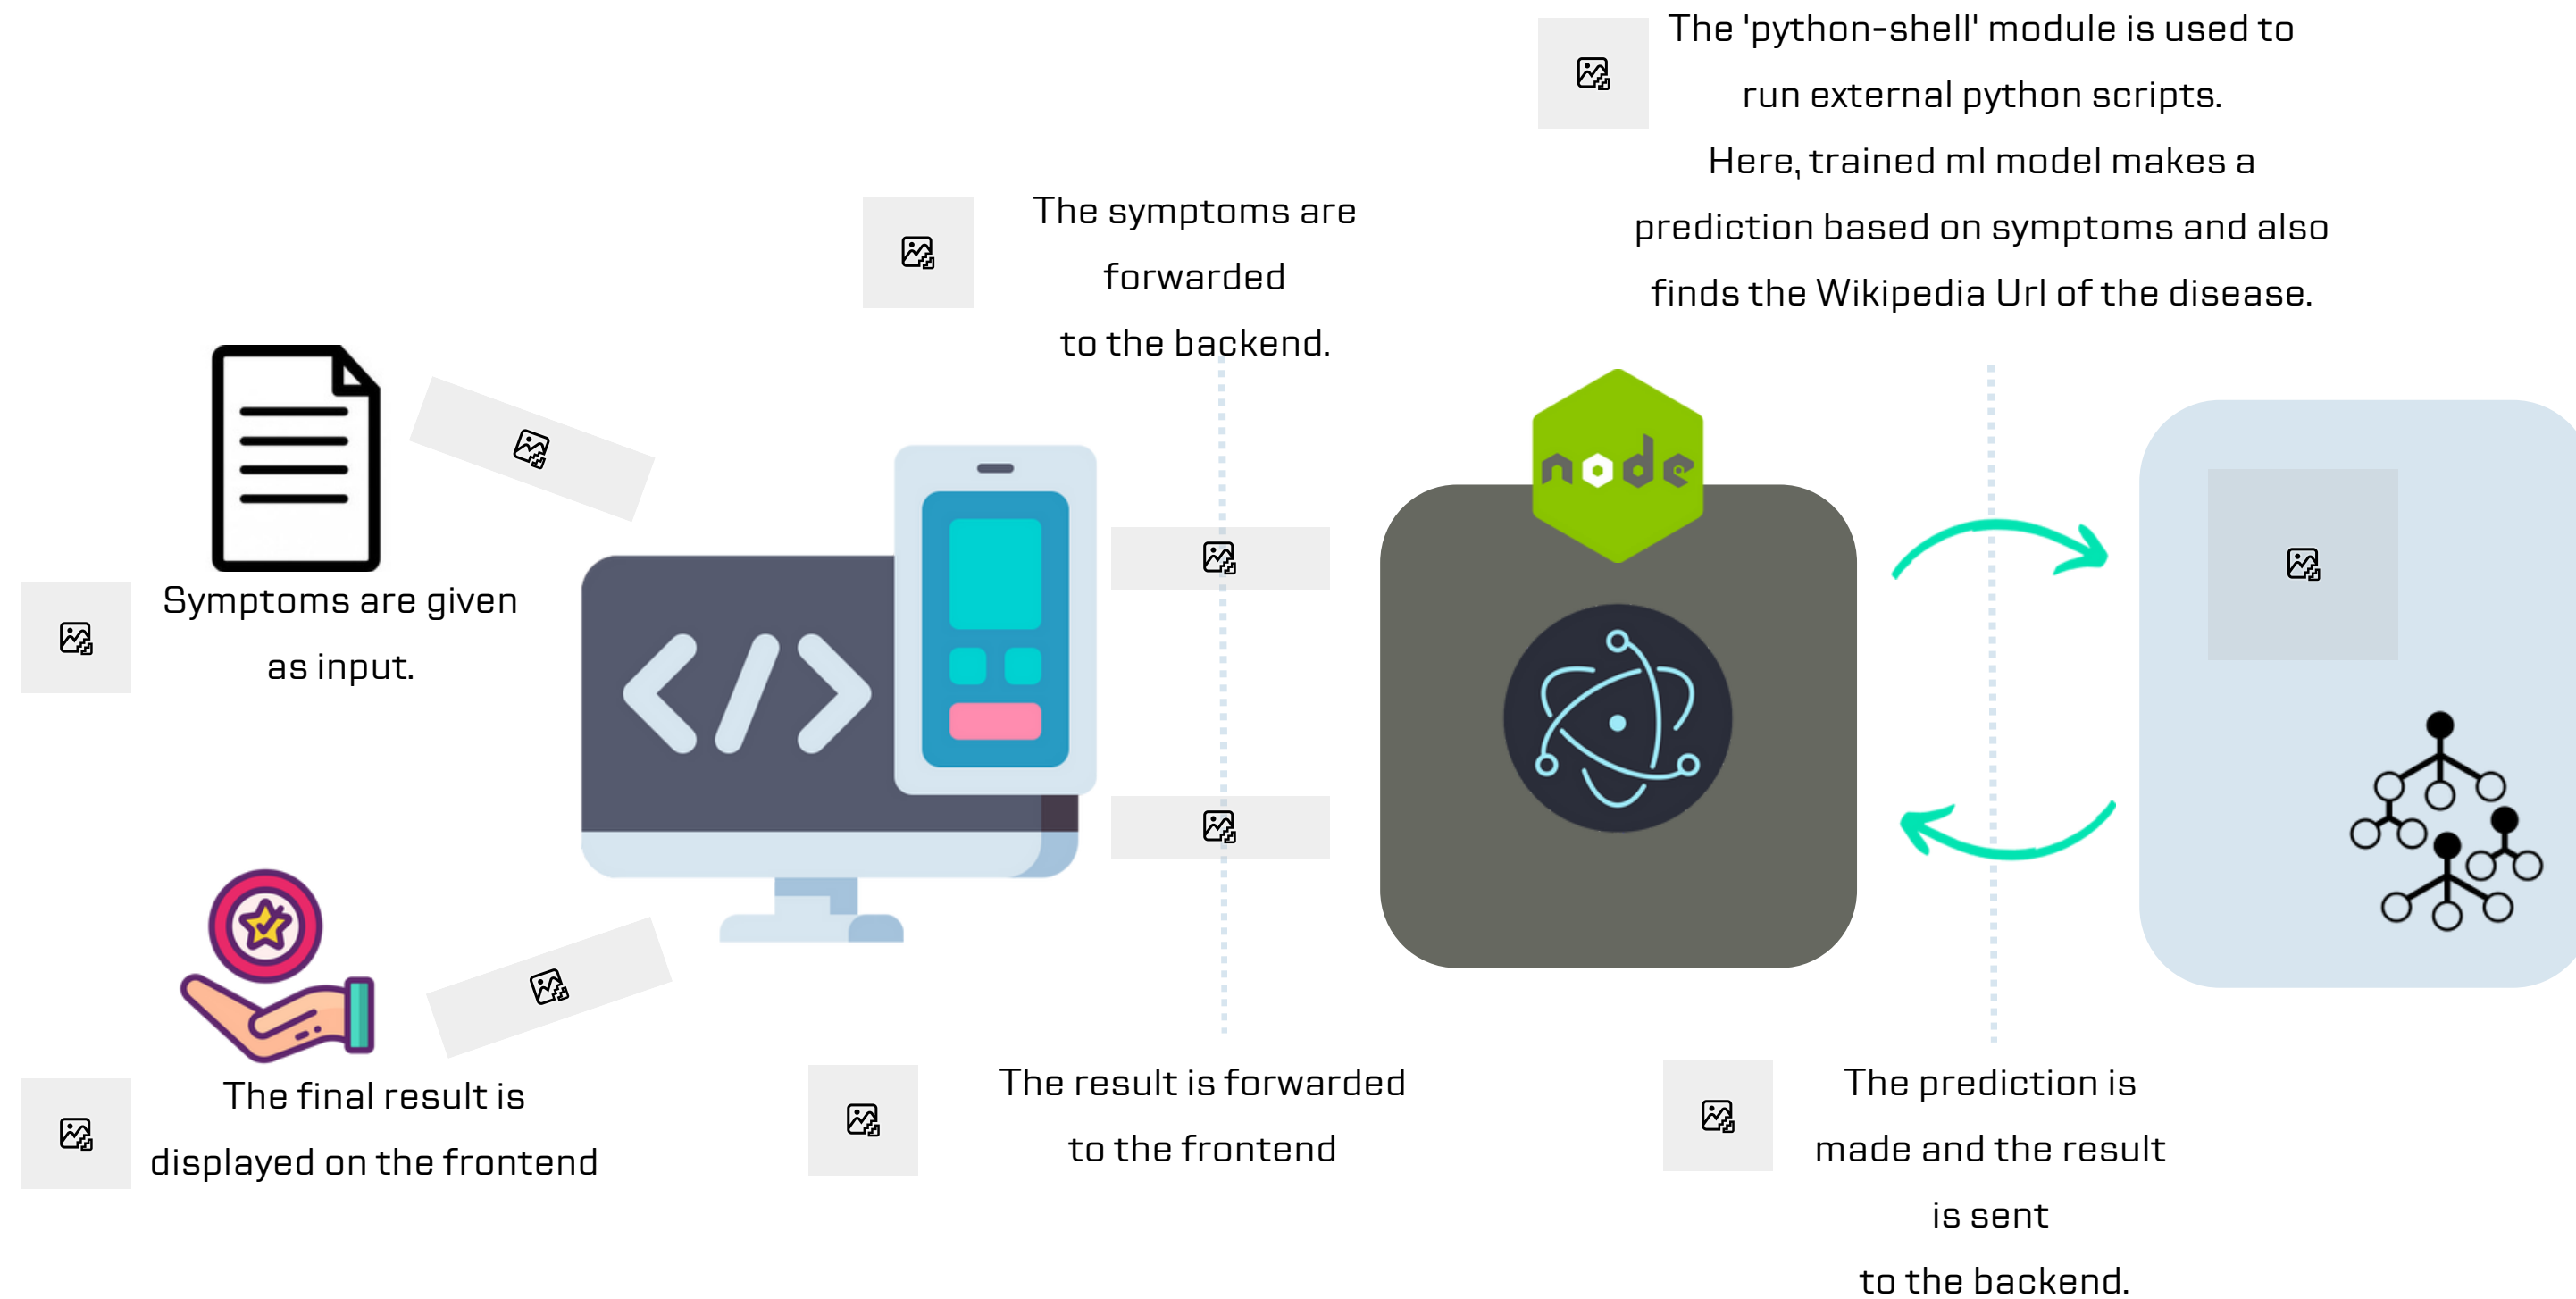 The 'python-shell' module is used to
run external python scripts.
Here, trained ml model makes a
prediction based on symptoms and also
finds the Wikipedia Url of the disease.
The symptoms are
forwarded
to the backend.
node
Symptoms are given
as input.
The final result is
displayed on the frontend
The result is forwarded
to the frontend
The prediction is
made and the result
is sent
to the backend.